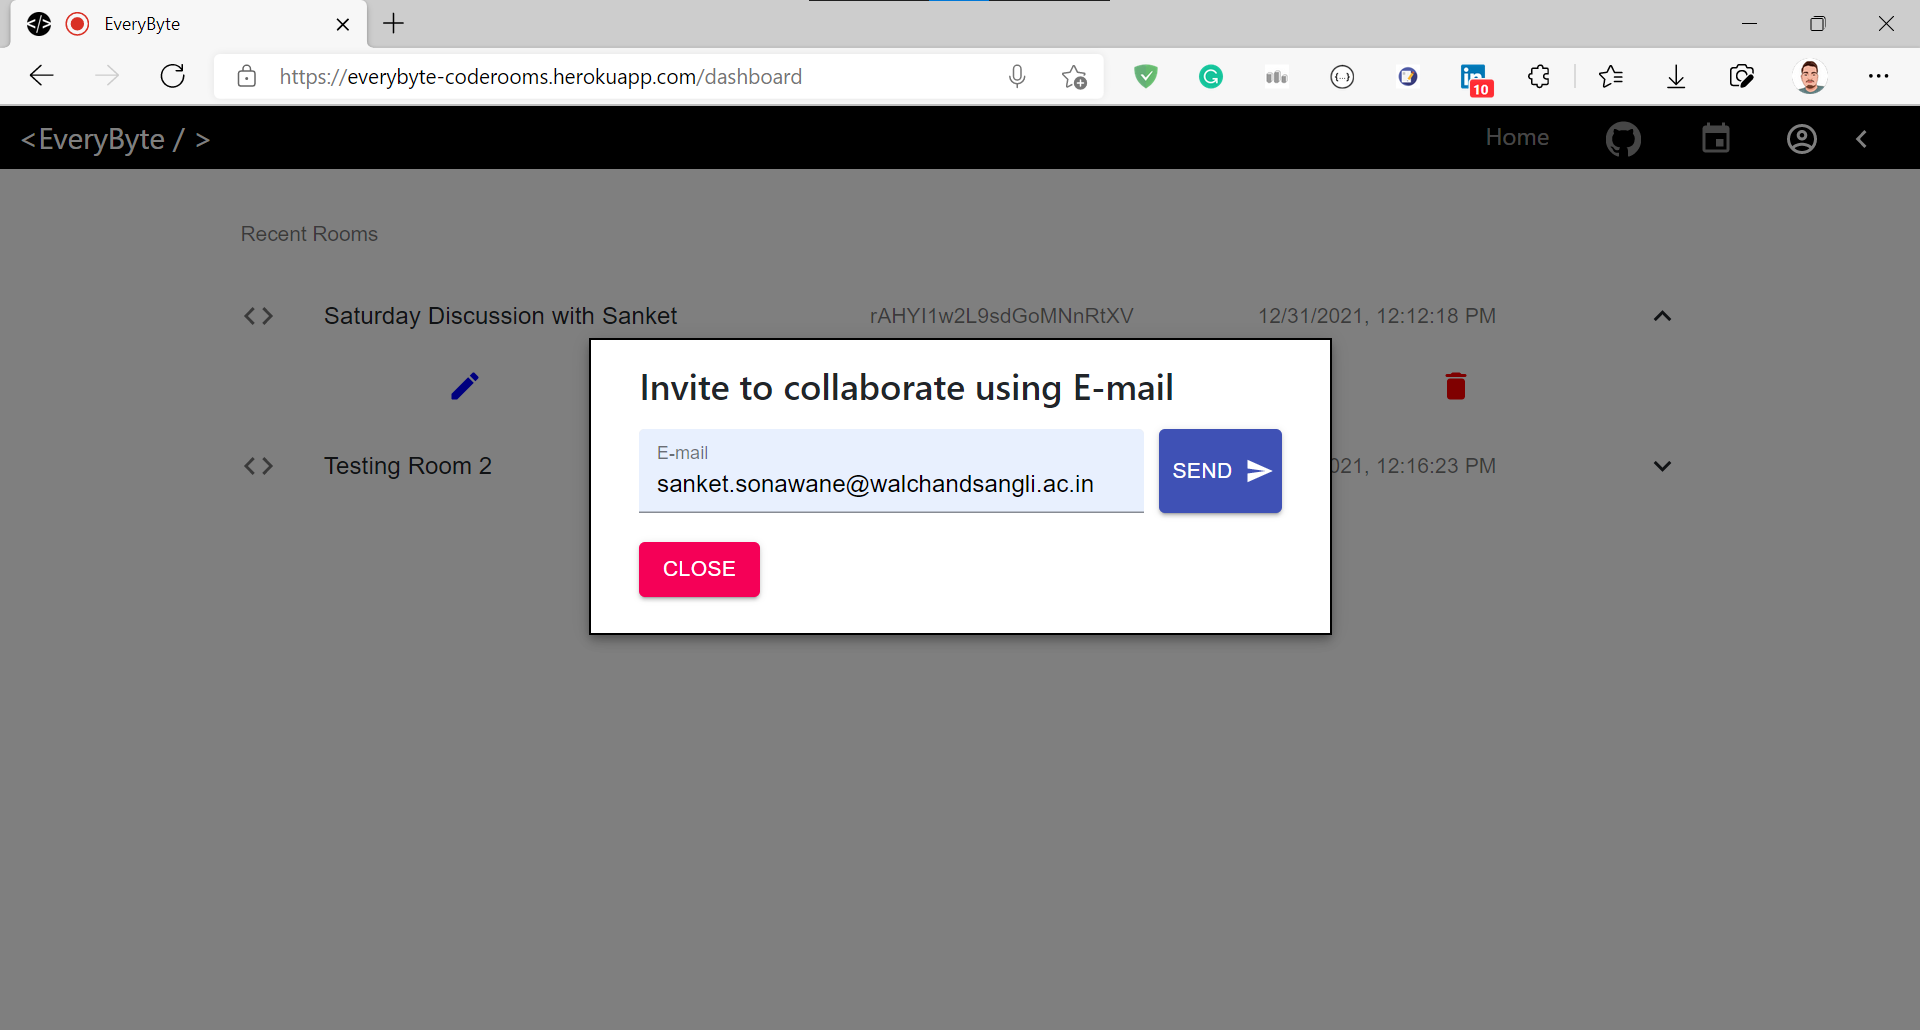 EveryByte
https://everybyte-coderooms.herokuapp.com/dashboard
10
<EveryByte / >
Home
Recent Rooms
Saturday Discussion with Sanket rAHYI1w2L9sdGoMNnRtXV 12/31/2021, 12:12:18 PM
Invite to collaborate using E-mail
E-mail
sanket.sonawane@walchandsangli.ac.in
SEND
Testing Room 2 021, 12:16:23 PM
CLOSE